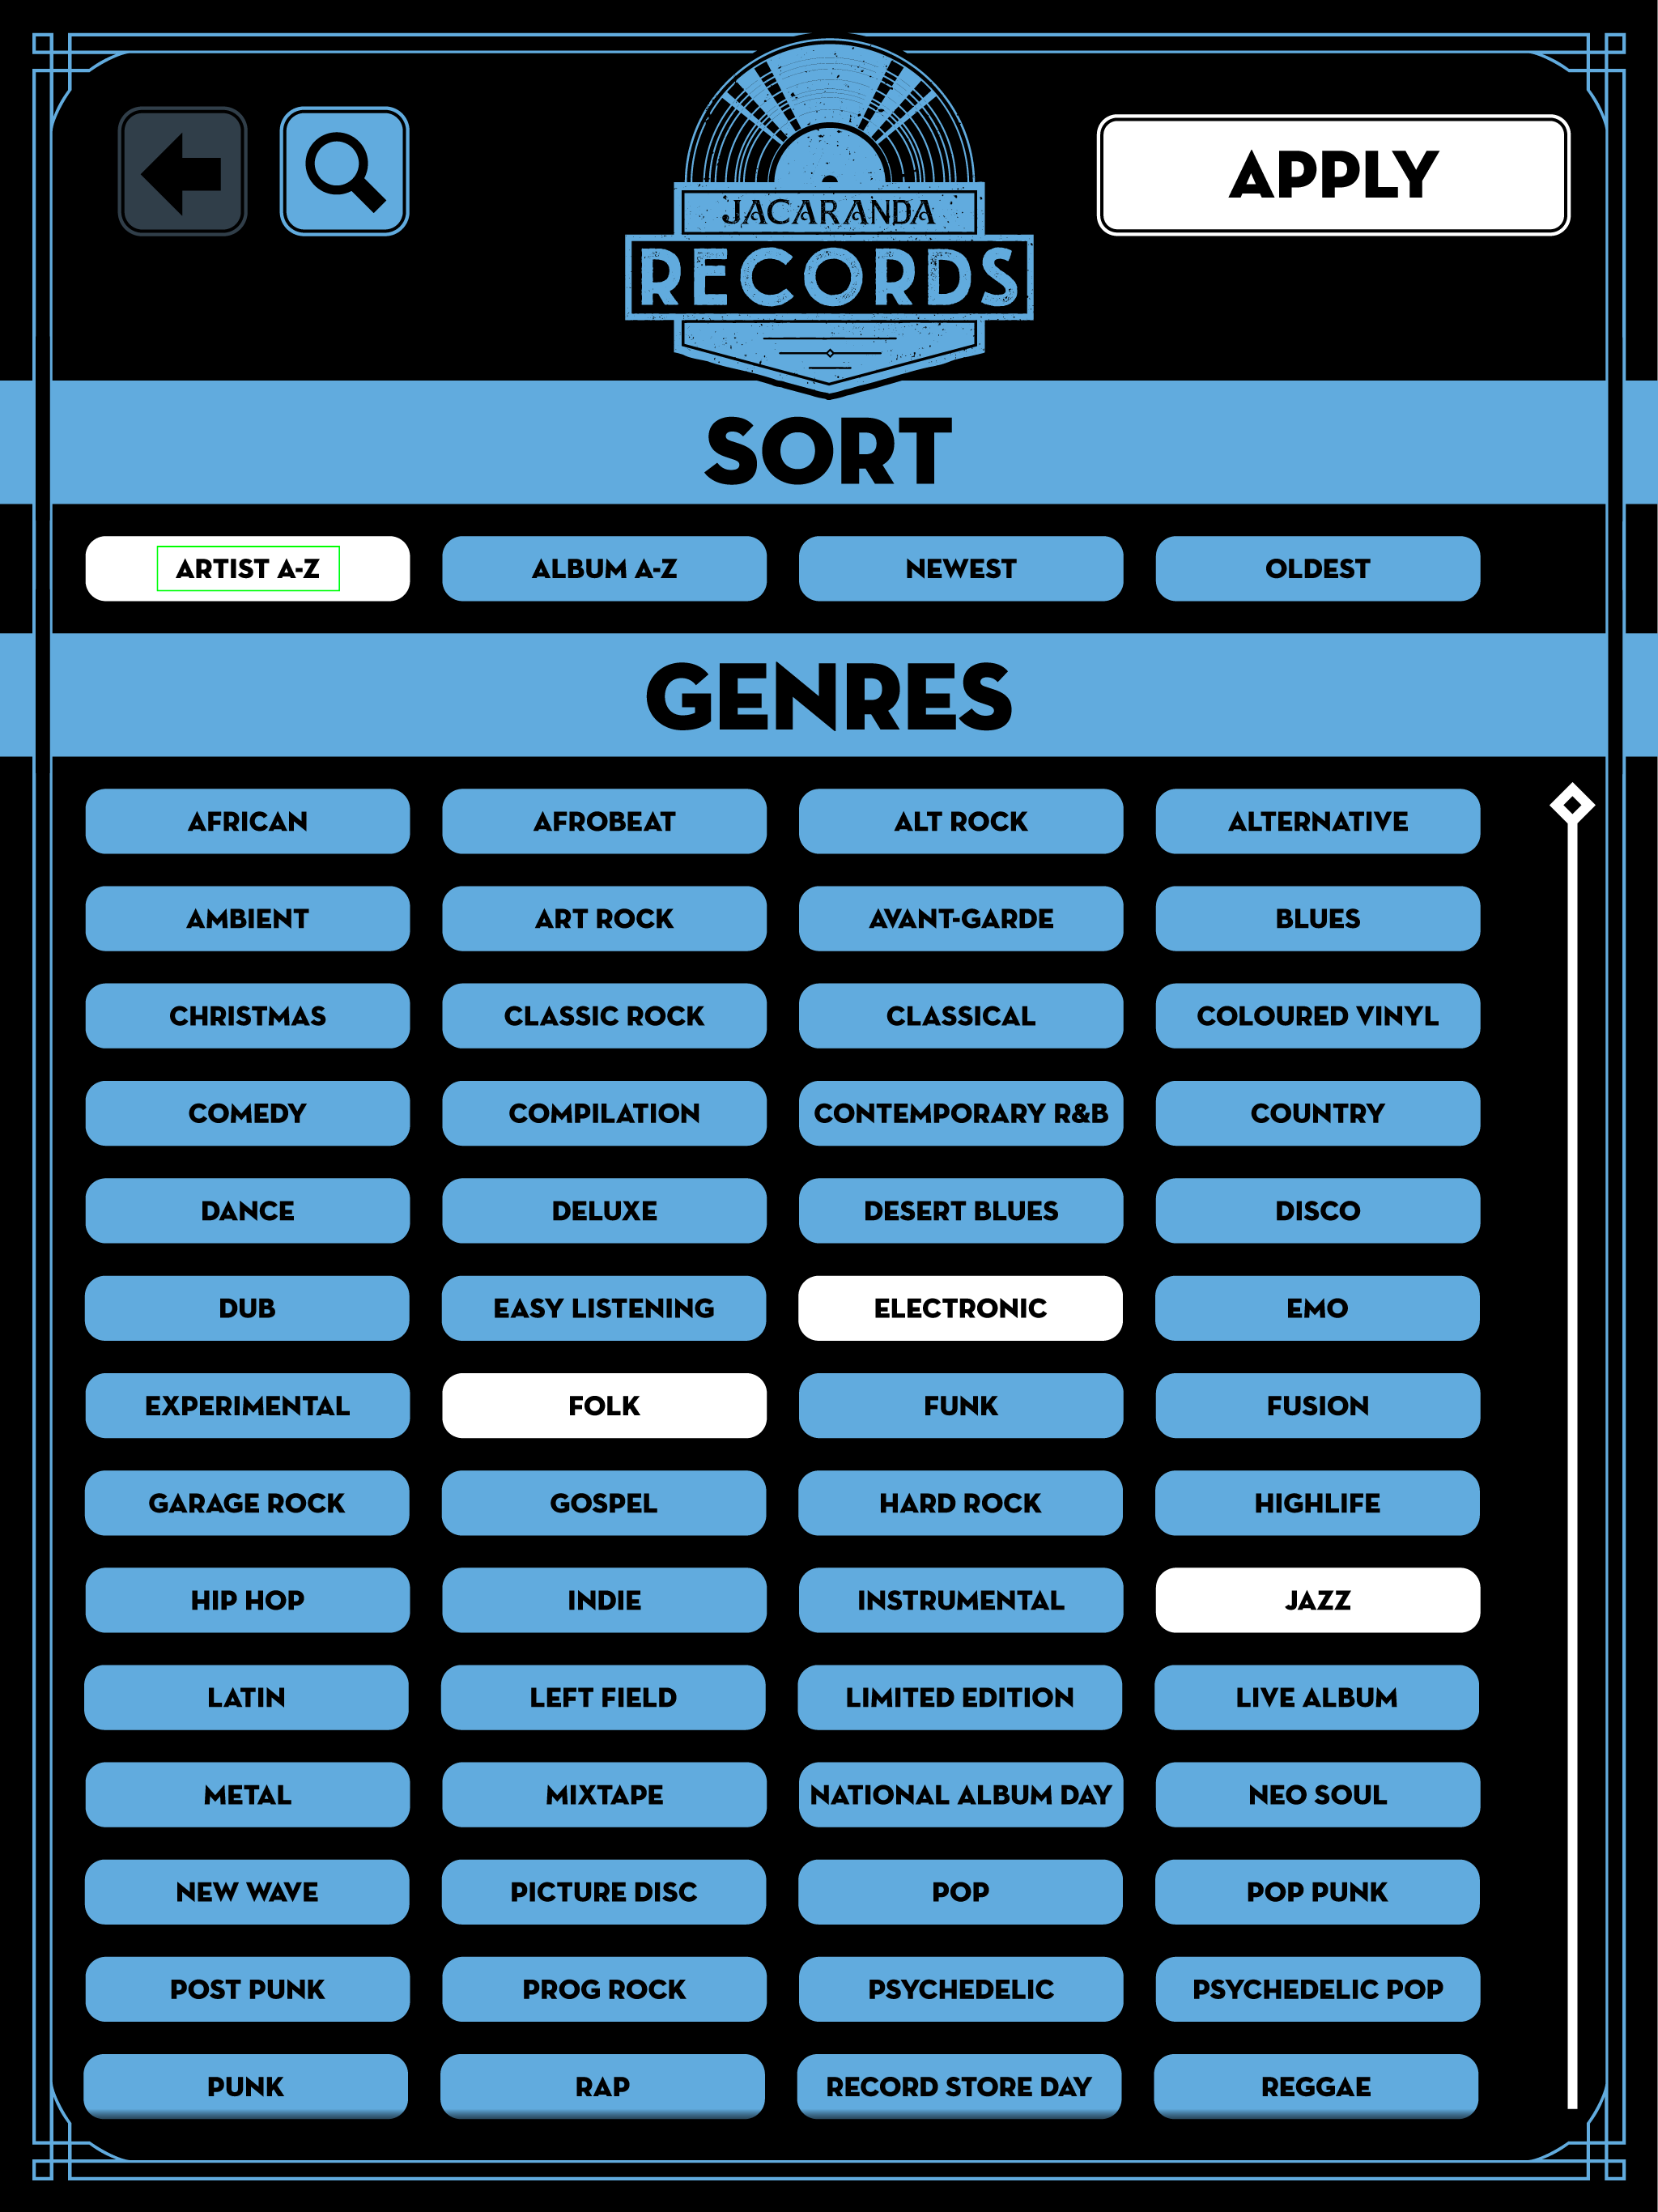 APPLY
JACARANDA
RECORDS
SORT
ARTIST A-Z ALBUM A-Z NEWEST OLDEST
GENRES
AFRICAN AFROBEAT ALT ROCK ALTERNATIVE
AMBIENT ART ROCK AVANT-GARDE BLUES
CHRISTMAS CLASSIC ROCK CLASSICAL COLOURED VINYL
COMEDY COMPILATION CONTEMPORARY R&B COUNTRY
DANCE DELUXE DESERT BLUES DISCO
DUB EASY LISTENING ELECTRONIC EMO
EXPERIMENTAL FOLK FUNK FUSION
GARAGE ROCK GOSPEL HARD ROCK HIGHLIFE
HIP HOP INDIE INSTRUMENTAL JAZZ
LATIN LEFT FIELD LIMITED EDITION LIVE ALBUM
METAL MIXTAPE NATIONAL ALBUM DAY NEO SOUL
NEW WAVE PICTURE DISC POP POP PUNK
POST PUNK PROG ROCK PSYCHEDELIC PSYCHEDELIC POP
PUNK RAP RECORD STORE DAY REGGAE